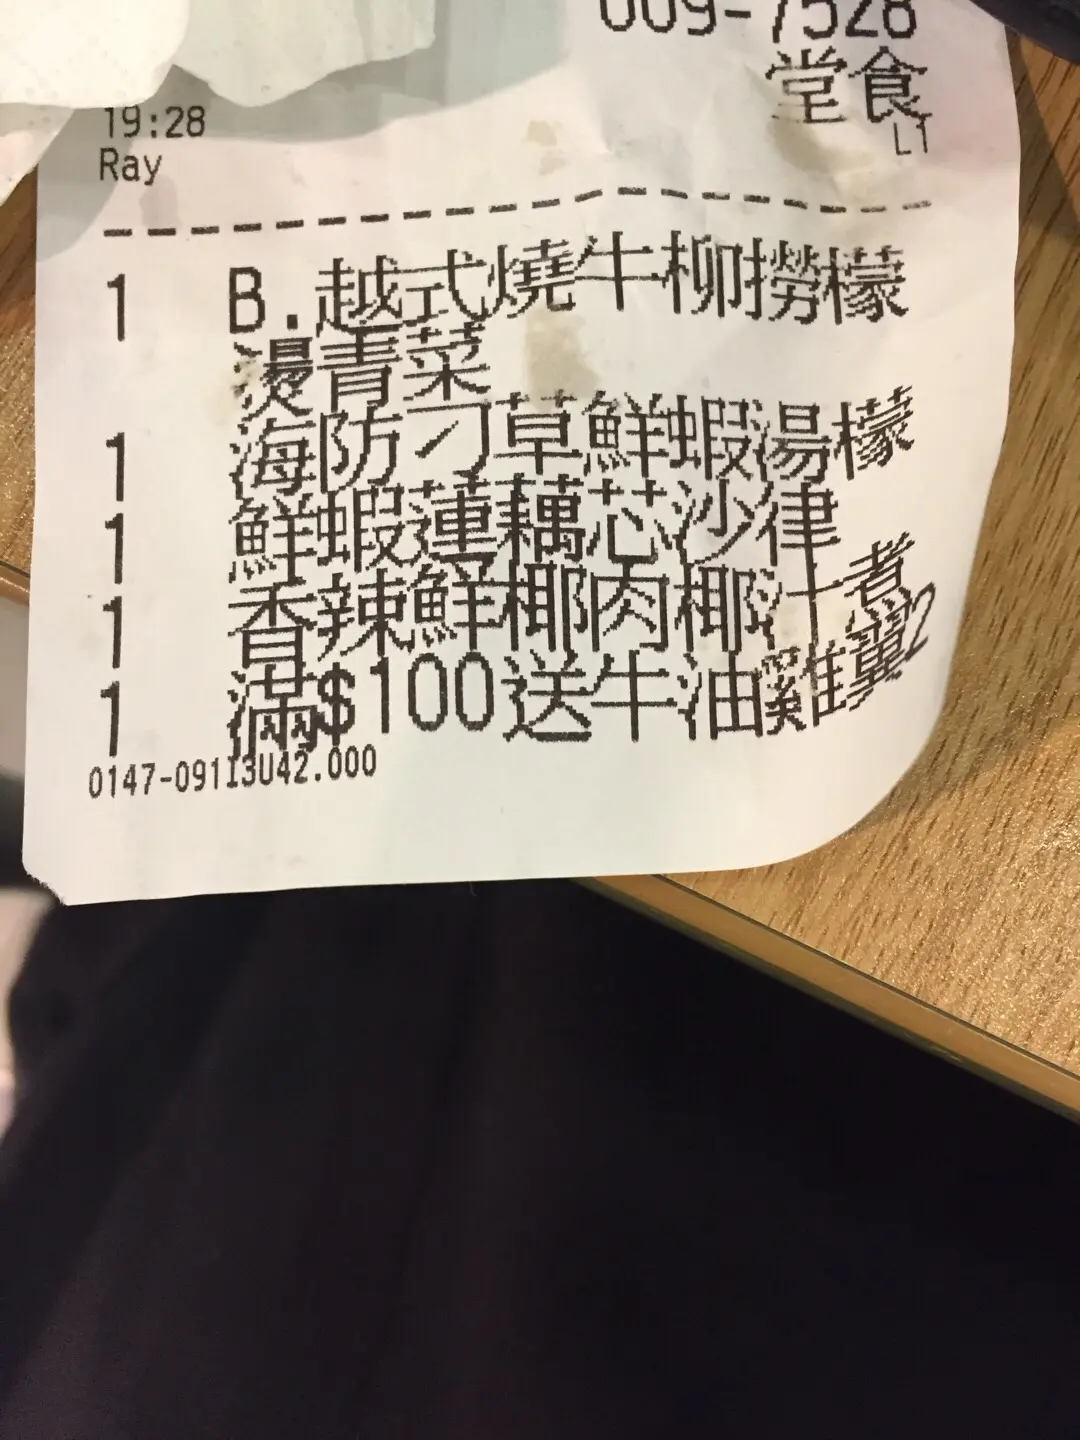 009-7528
堂食
LT
19:28
Ray
1 B.越式燒牛柳撈檬
燙青菜
1 海防刁草鮮蝦湯檬
1 鮮蝦蓮藕芯沙律
1 香辣鮮椰肉椰汁煮
1 滿$100送牛油雞翼2
0147-09113U42.000